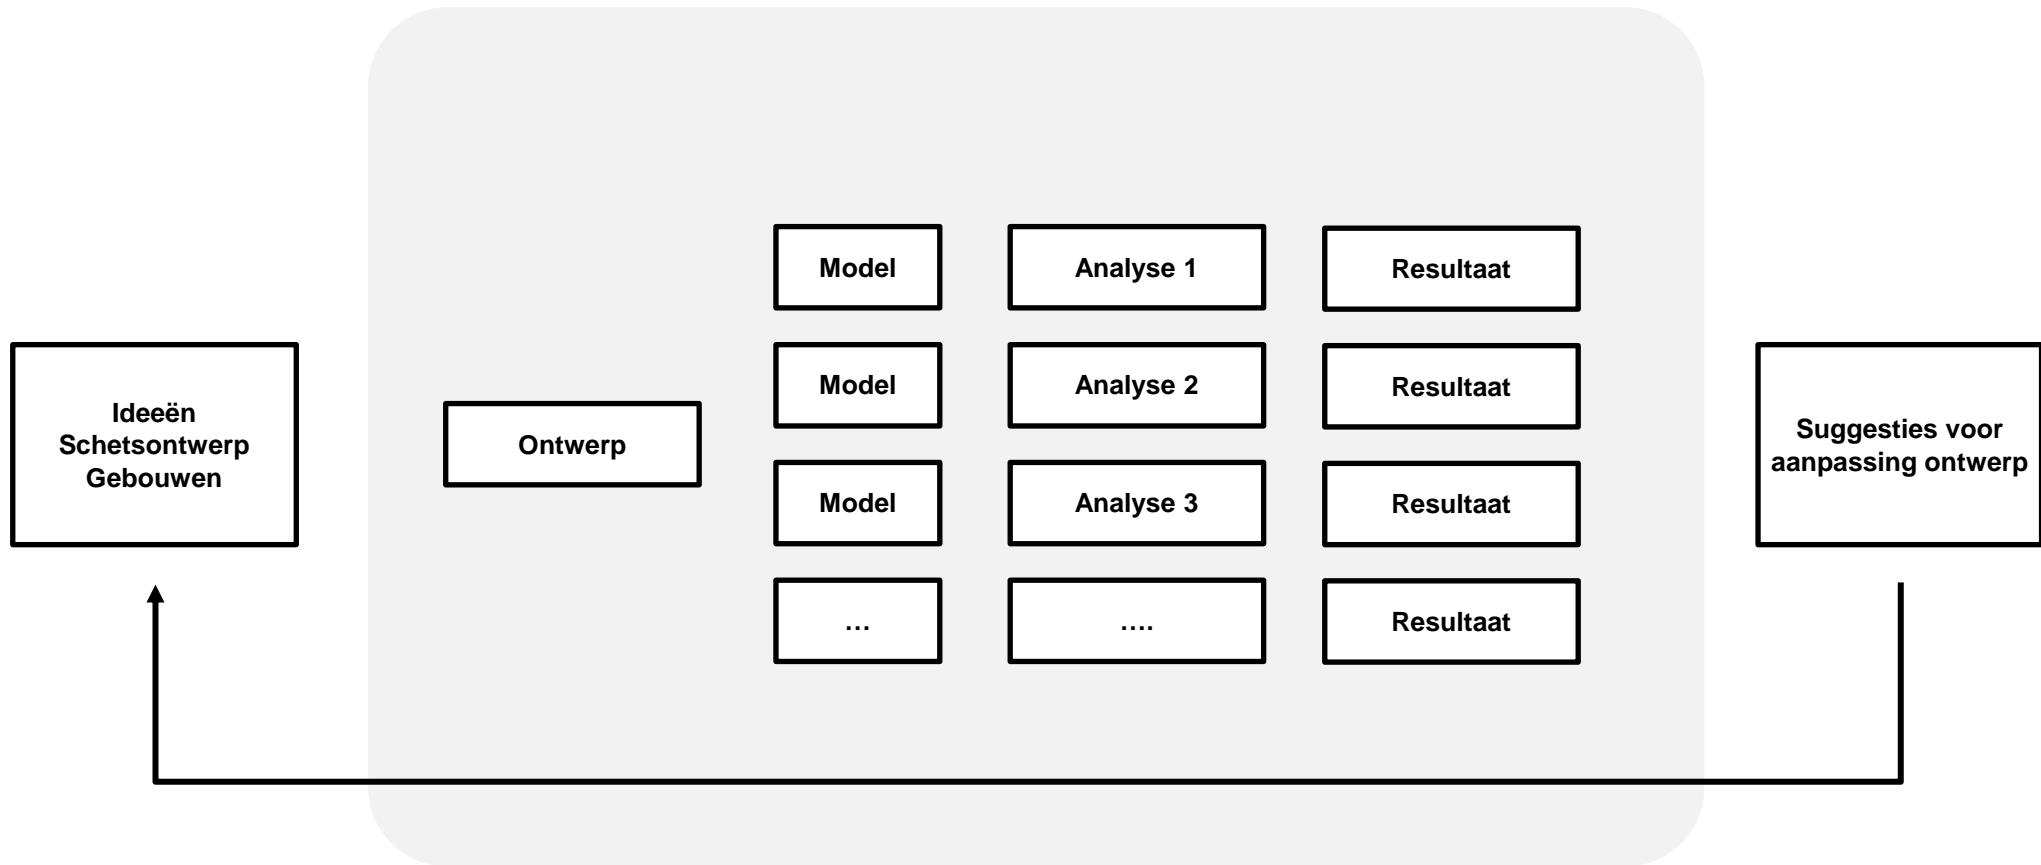 Ideeën
Schetsontwerp
Gebouwen
Ontwerp
Model
Analyse 1
Resultaat
Model
Analyse 2
Resultaat
Model
Analyse 3
Resultaat
…
….
Resultaat
Suggesties voor
aanpassing ontwerp